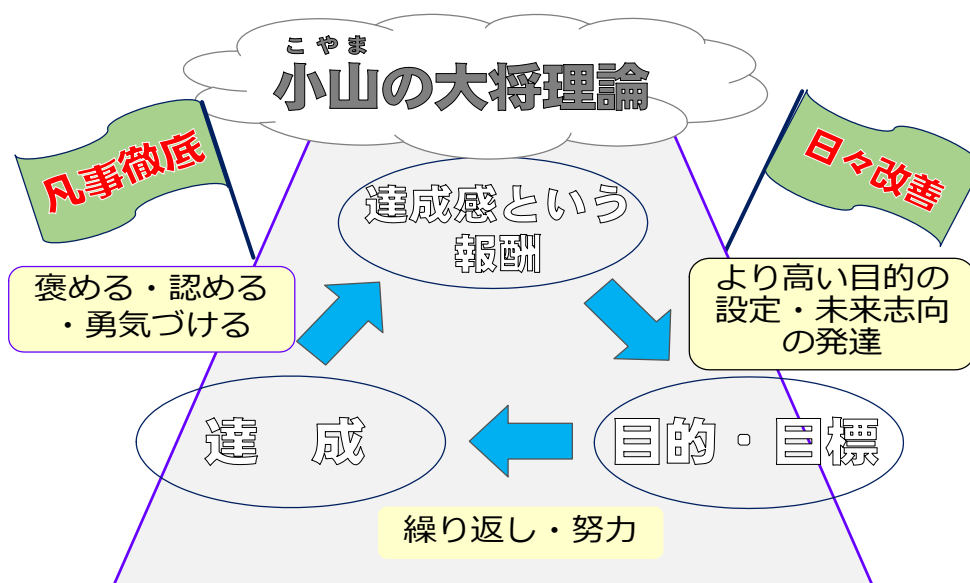 こやま
小山の大将理論
凡事徹底
日々改善
達成感という
報酬
褒める・認める
・勇気づける
より高い目的の
設定・未来志向
の発達
達　成
目的・目標
繰り返し・努力